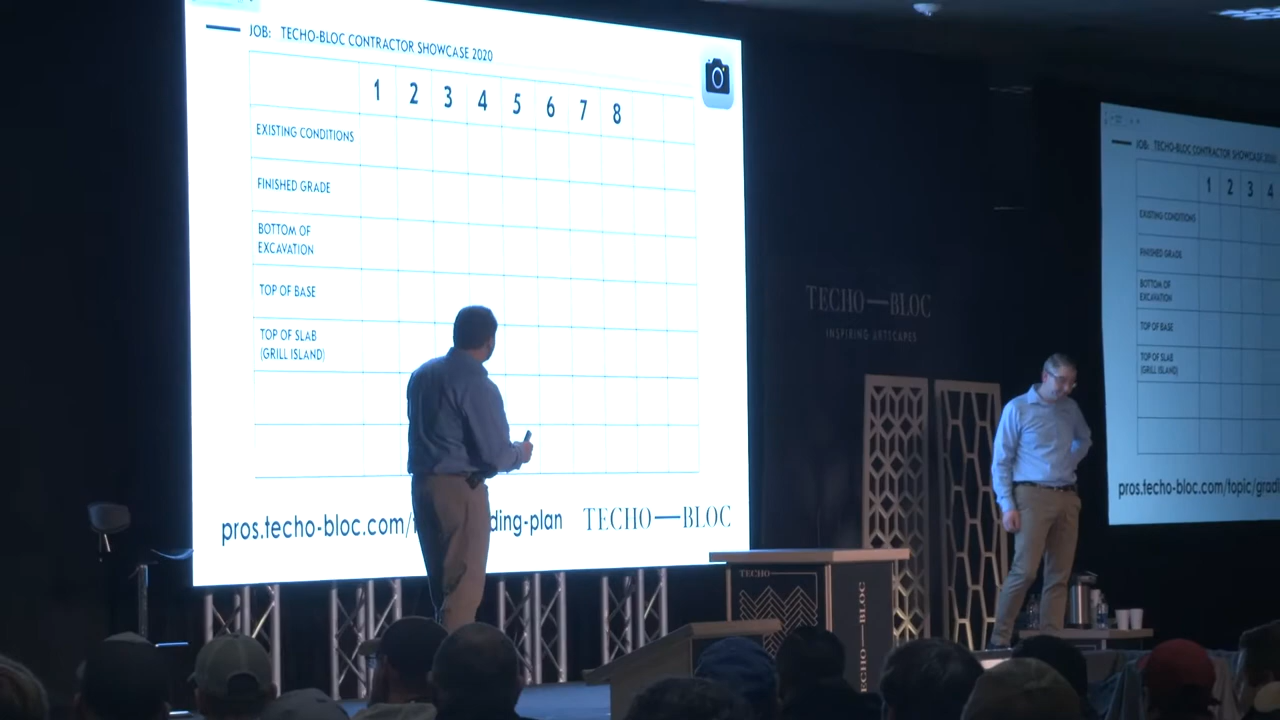 JOB: TECHO-BLOC CONTRACTOR SHOWCASE 2020
1 2 3 4 5 6 7 8
EXISTING CONDITIONS
FINISHED GRADE
BOTTOM OF
EXCAVATION
TOP OF BASE
TOP OF SLAB
(GRILL ISLAND)
pros.techo-bloc.com/ ding-plan
TECHO—BLOC
TECHO—BLOC
INSPIRING ARTSCAPES
TECHO—
TECHO—BLOC
JOB: TECHO-BLOC CONTRACTOR SHOWCASE 2020
1 2 3 4
EXISTING CONDITIONS
FINISHED GRADE
BOTTOM OF
EXCAVATION
TOP OF BASE
TOP OF SLAB
(GRILL ISLAND)
pros.techo-bloc.com/topic/gradi